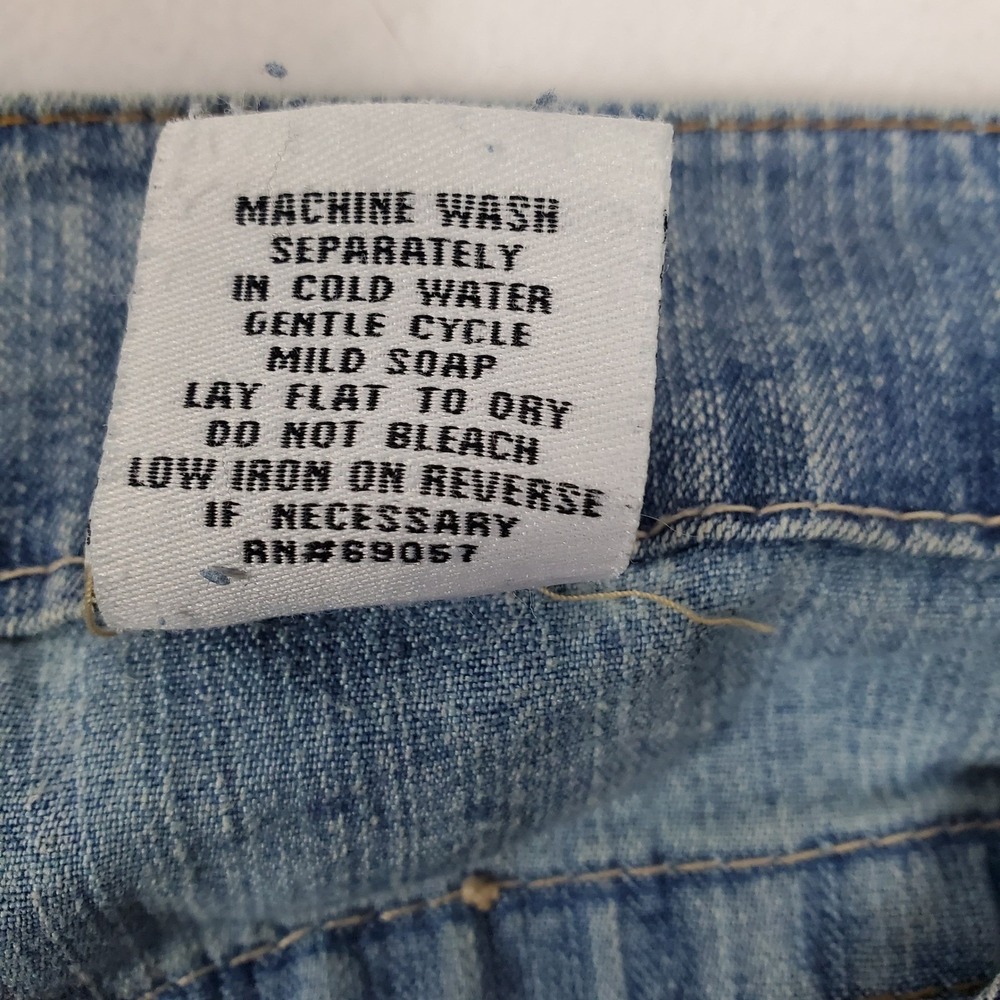 MACHINE WASH
SEPARATELY
IN COLD WATER
GENTLE CYCLE
MILD SOAP
LAY FLAT TO DRY
DO NOT BLEACH
LOW IRON ON REVERSE
IF NECESSARY
RN#69057